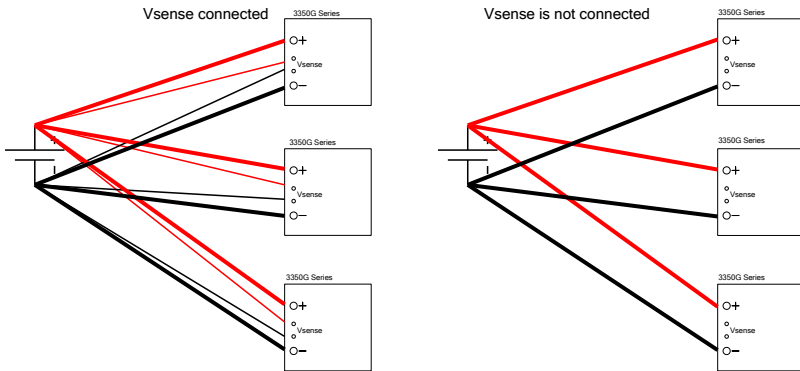 Vsense connected
3350G Series
+
Vsense
−
3350G Series
+
Vsense
−
3350G Series
+
Vsense
−
Vsense is not connected
3350G Series
+
Vsense
−
3350G Series
+
Vsense
−
3350G Series
+
Vsense
−